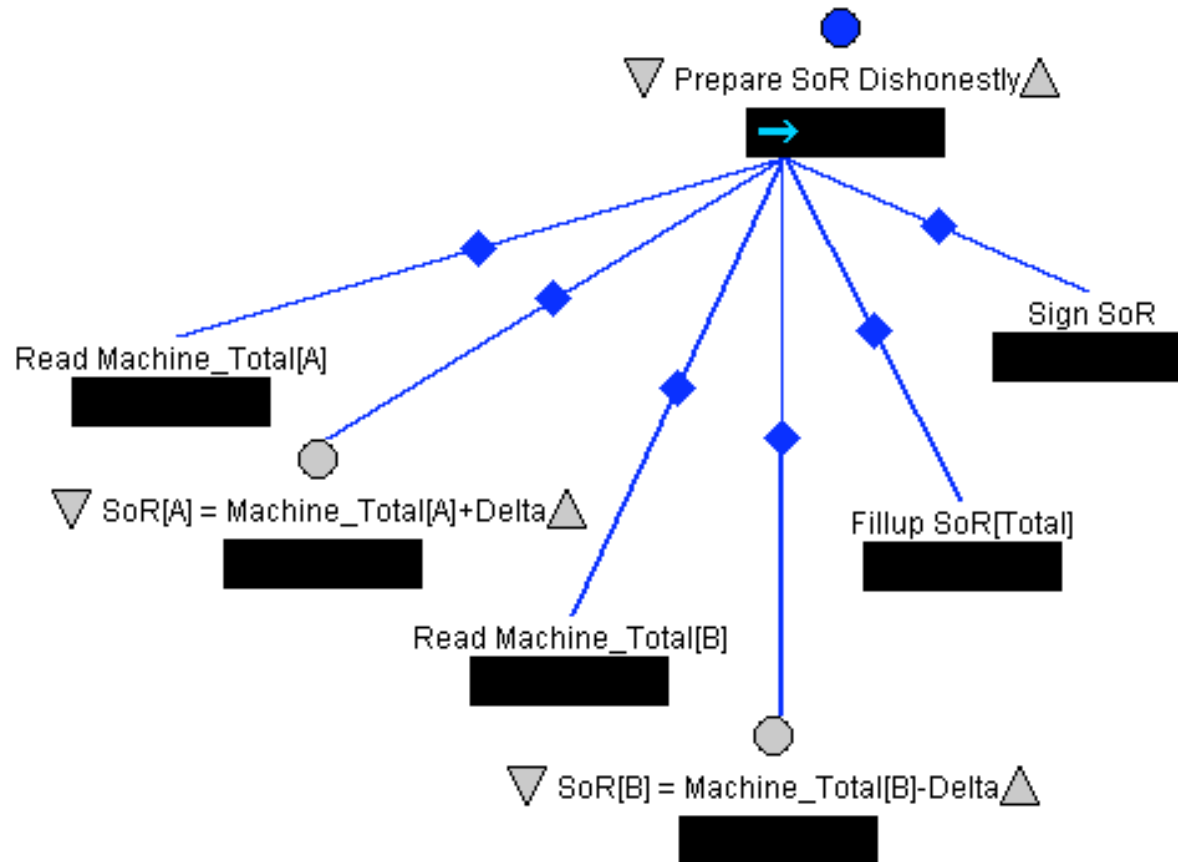 Prepare SoR Dishonestly
Sign SoR
Read Machine_Total[A]
SoR[A] = Machine_Total[A]+Delta
Fillup SoR[Total]
Read Machine_Total[B]
SoR[B] = Machine_Total[B]-Delta